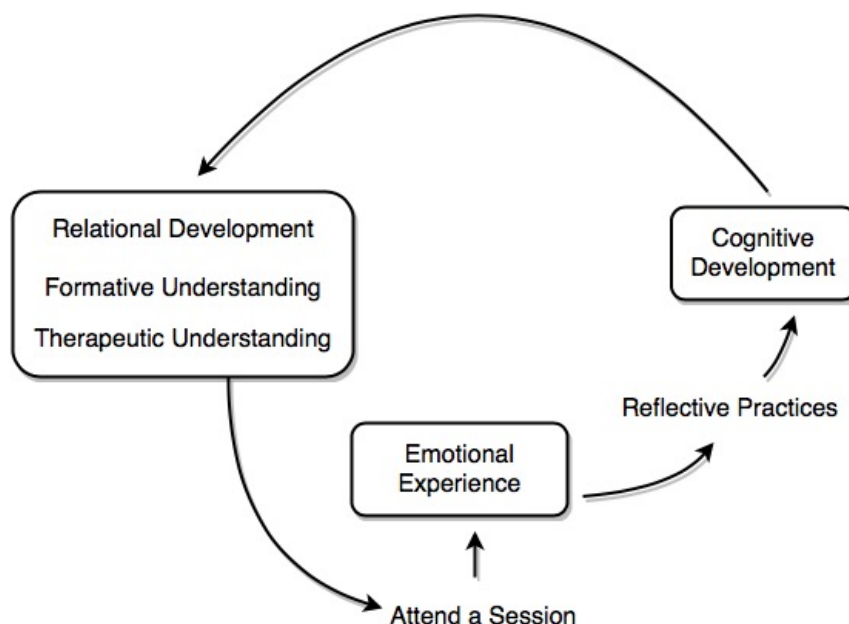 Relational Development
Formative Understanding
Therapeutic Understanding
Cognitive
Development
Reflective Practices
Emotional
Experience
Attend a Session